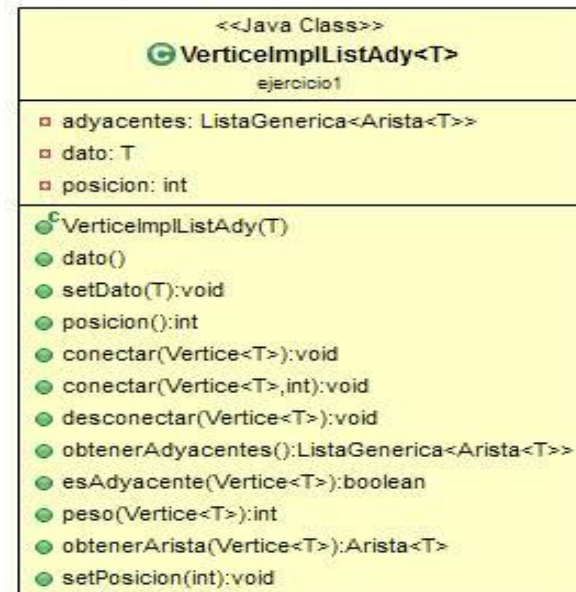 <<Java Class>>
VerticeImplListAdy<T>
ejercicio1
adyacentes: ListaGenerica<Arista<T>>
dato: T
posicion: int
VerticeImplListAdy(T)
dato()
setDato(T):void
posicion():int
conectar(Vertice<T>):void
conectar(Vertice<T>,int):void
desconectar(Vertice<T>):void
obtenerAdyacentes():ListaGenerica<Arista<T>>
esAdyacente(Vertice<T>):boolean
peso(Vertice<T>):int
obtenerArista(Vertice<T>):Arista<T>
setPosicion(int):void